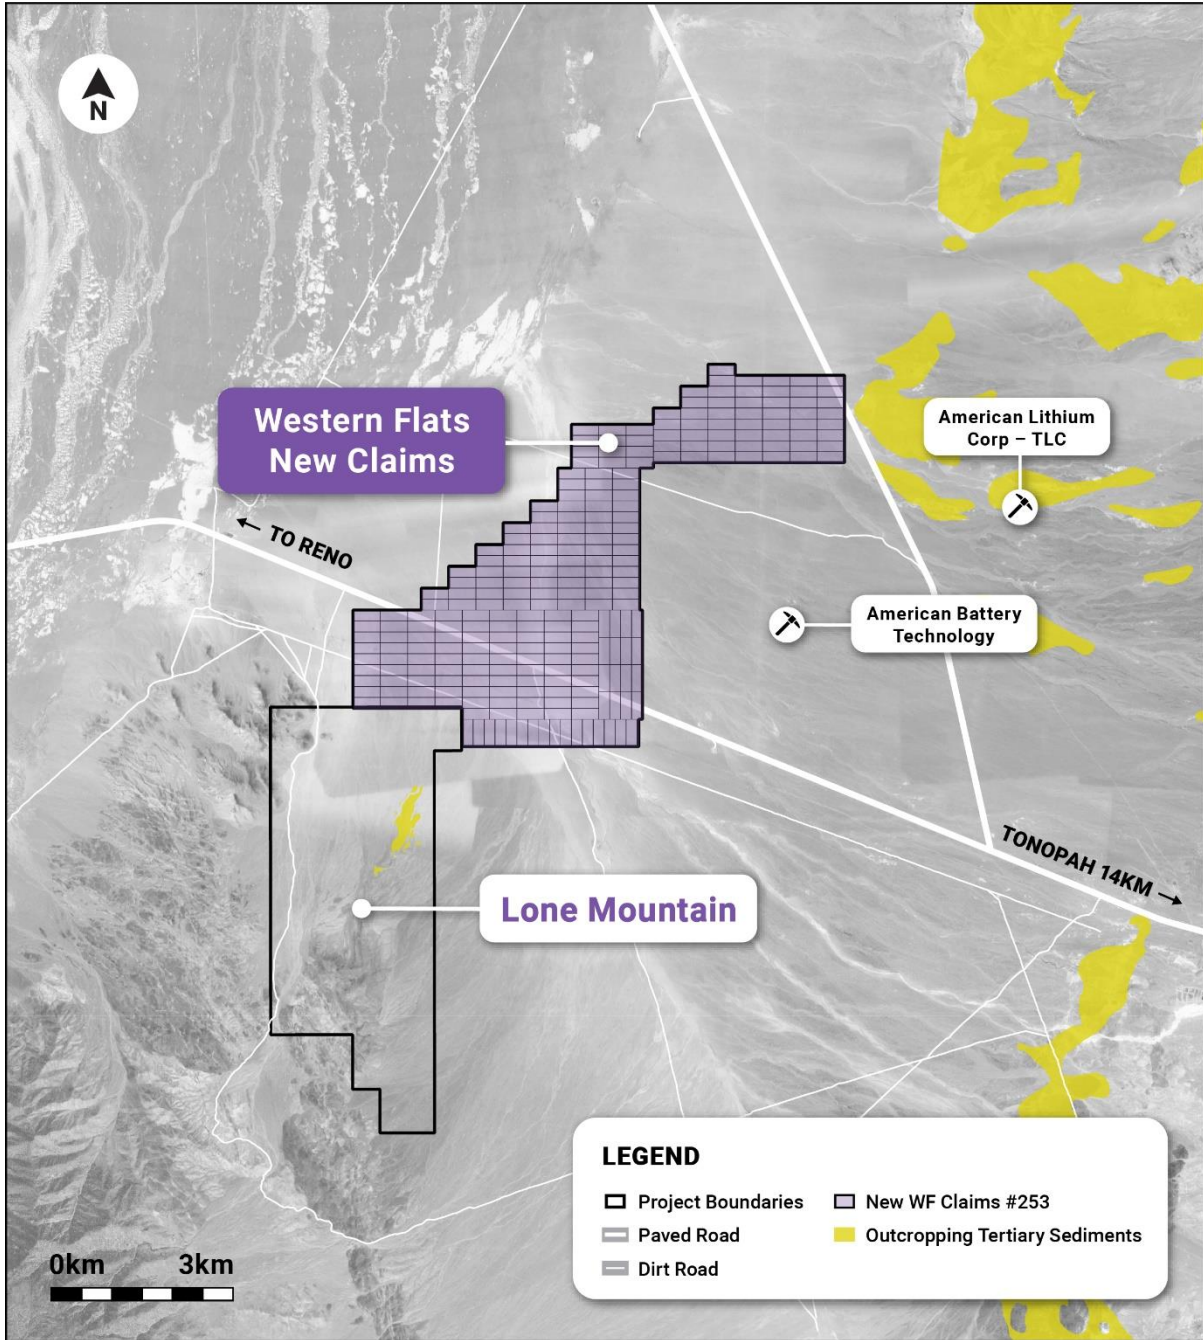 N
Western Flats
New Claims
American Lithium
Corp – TLC
← TO RENO
American Battery
Technology
TONOPAH 14KM →
Lone Mountain
LEGEND
Project Boundaries
New WF Claims #253
Paved Road
Outcropping Tertiary Sediments
Dirt Road
0km 3km